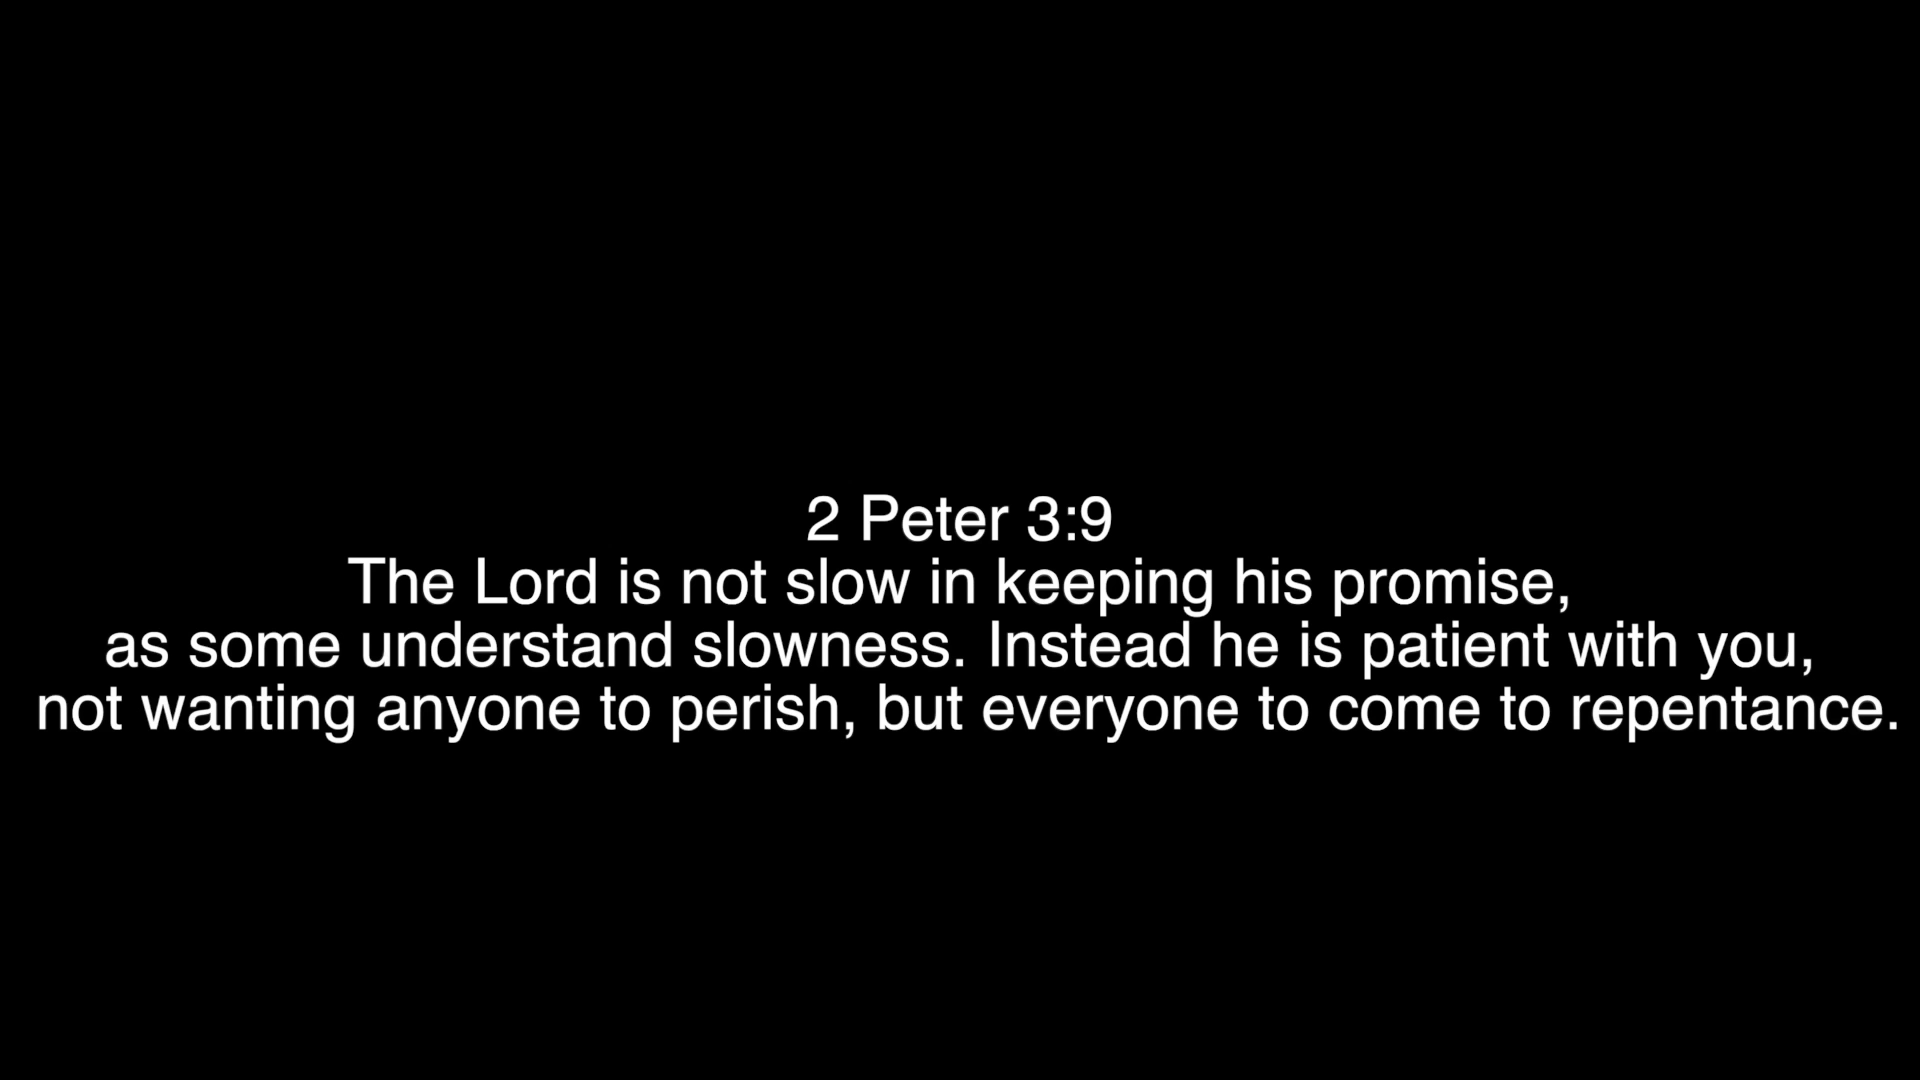 2 Peter 3:9
The Lord is not slow in keeping his promise,
as some understand slowness. Instead he is patient with you,
not wanting anyone to perish, but everyone to come to repentance.